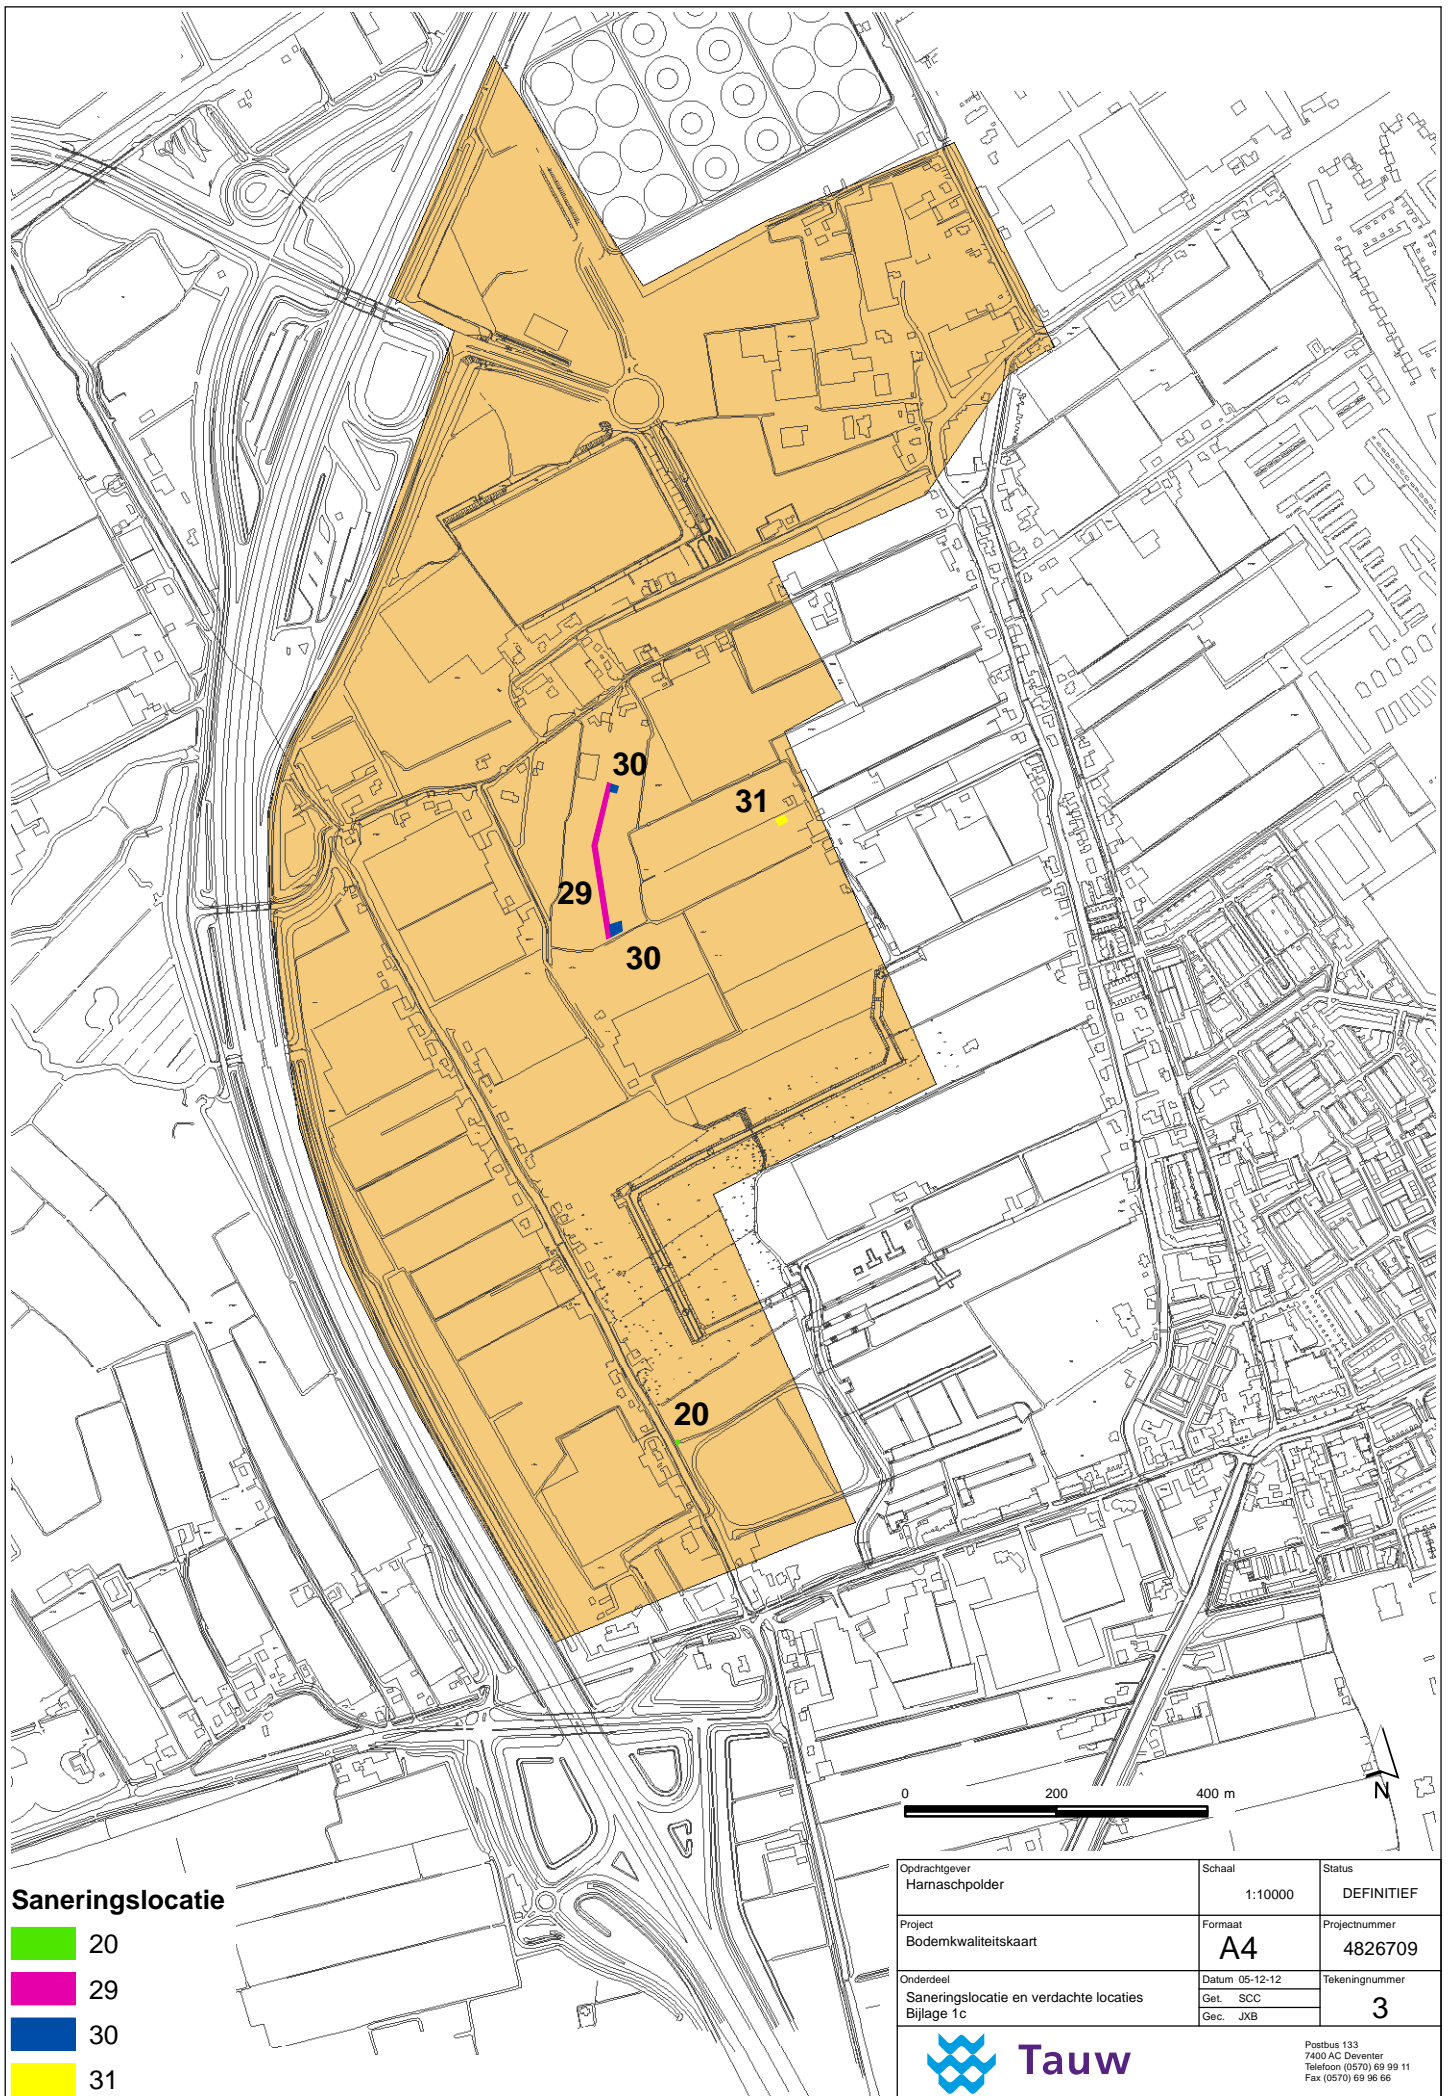 30
31
29
30
20
0 200 400 m
N
Saneringslocatie
20
29
30
31
Opdrachtgever
Harnaschpolder
Schaal
1:10000
Status
DEFINITIEF
Project
Bodemkwaliteitskaart
Formaat
A4
Projectnummer
4826709
Onderdeel
Saneringslocatie en verdachte locaties
Bijlage 1c
Datum 05-12-12
Get. SCC
Gec. JXB
Tekeningnummer
3
Tauw
Postbus 133
7400 AC Deventer
Telefoon (0570) 69 99 11
Fax (0570) 69 96 66